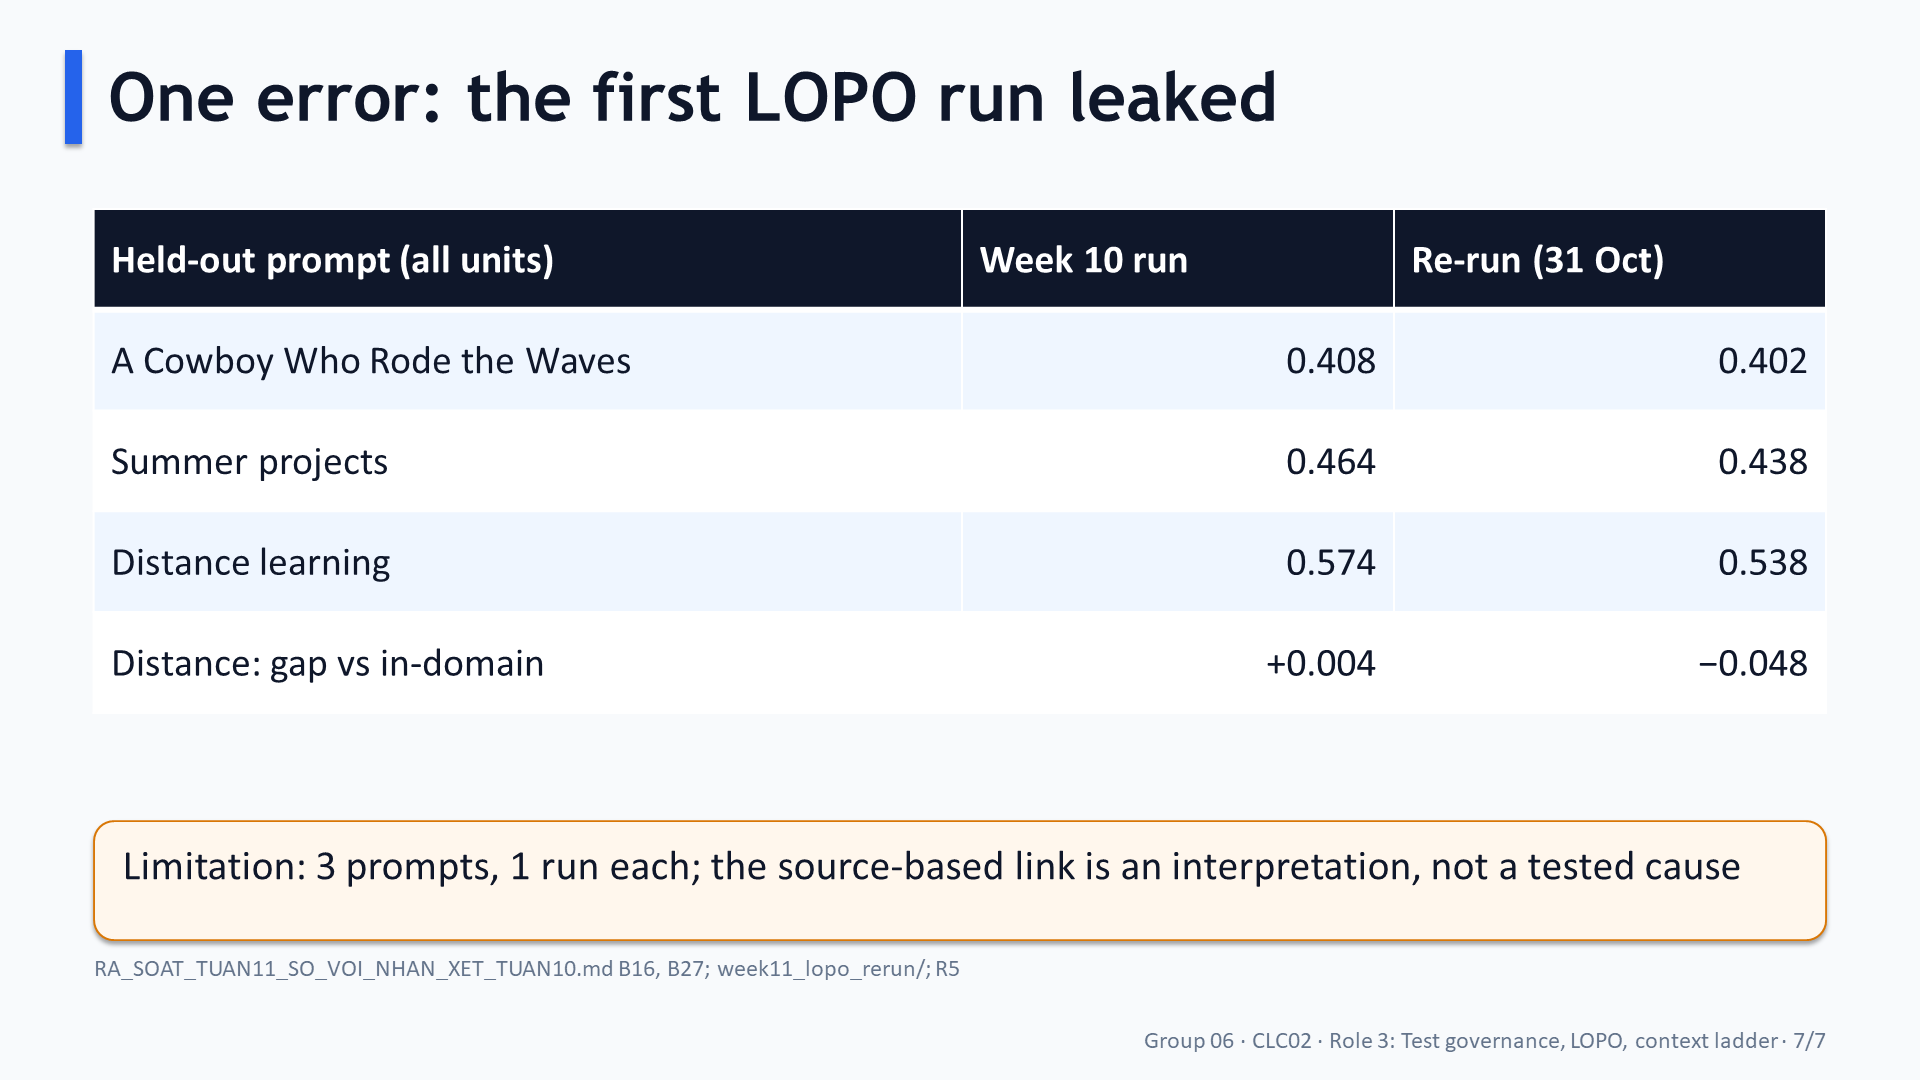 One error: the first LOPO run leaked
Held-out prompt (all units) Week 10 run Re-run (31 Oct)
A Cowboy Who Rode the Waves 0.408 0.402
Summer projects 0.464 0.438
Distance learning 0.574 0.538
Distance: gap vs in-domain +0.004 −0.048
Limitation: 3 prompts, 1 run each; the source-based link is an interpretation, not a tested cause
RA_SOAT_TUAN11_SO_VOI_NHAN_XET_TUAN10.md B16, B27; week11_lopo_rerun/; R5
Group 06 · CLC02 · Role 3: Test governance, LOPO, context ladder · 7/7